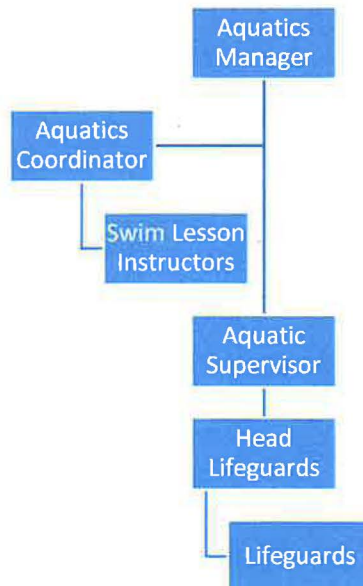 Aquatics
Manager
Aquatics
Coordinator
Swim Lesson
Instructors
Aquatic
Supervisor
Head
Lifeguards
Lifeguards